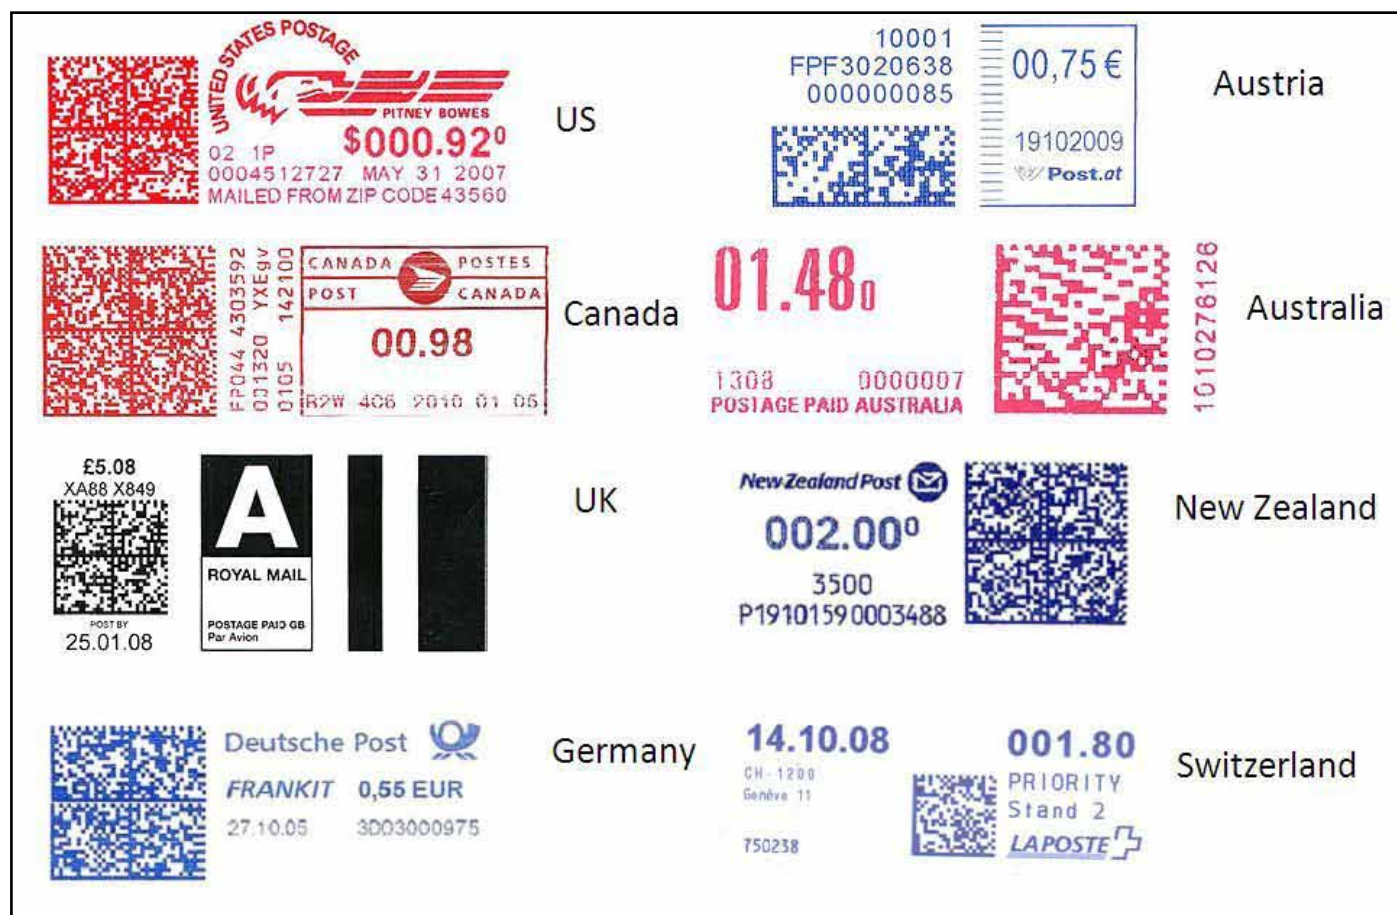 UNITED STATES POSTAGE
PITNEY BOWES
$000.92⁰
02 1P
0004512727 MAY 31 2007
MAILED FROM ZIP CODE 43560
US
10001
FPF3020638
000000085
00,75 €
19102009
Post.at
Austria
FP044 4303592
001320 YXEgv
0105 142100
CANADA POSTES
POST CANADA
00.98
R2W 4C6 2010 01 05
Canada
01.480
1308 0000007
POSTAGE PAID AUSTRALIA
1010276126
Australia
£5.08
XA88 X849
POST BY
25.01.08
A
ROYAL MAIL
POSTAGE PAID GB
Par Avion
UK
New Zealand Post
002.00⁰
3500
P19101590003488
New Zealand
Deutsche Post
FRANKIT 0,55 EUR
27.10.05 3D03000975
Germany
14.10.08
CH-1200
Genève 11
750238
001.80
PRIORITY
Stand 2
LA POSTE
Switzerland